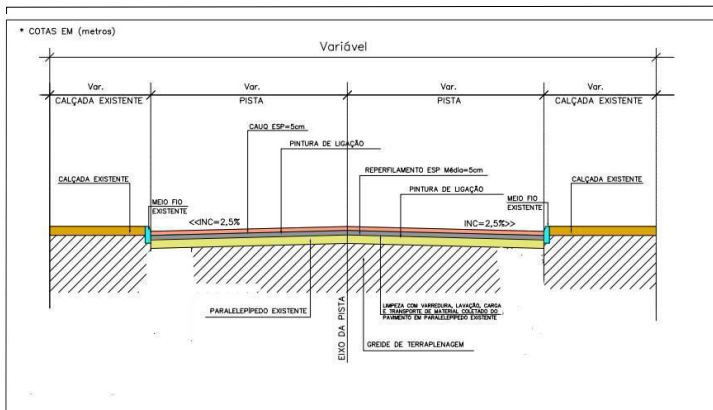 * COTAS EM (metros)
Variável
Var.
Var.
Var.
Var.
CALÇADA EXISTENTE
PISTA
PISTA
CALÇADA EXISTENTE
CAUQ ESP=5cm
PINTURA DE LIGAÇÃO
REPERFILAMENTO ESP Média=5cm
CALÇADA EXISTENTE
CALÇADA EXISTENTE
PINTURA DE LIGAÇÃO
MEIO FIO
EXISTENTE
MEIO FIO
EXISTENTE
<<INC=2,5%
INC=2,5%>>
PARALELEPÍPEDO EXISTENTE
LIMPEZA COM VARREDURA, LAVAÇÃO, CARGA
E TRANSPORTE DE MATERIAL COLETADO DO
PAVIMENTO EM PARALELEPÍPEDO EXISTENTE
EIXO DA PISTA
GREIDE DE TERRAPLENAGEM